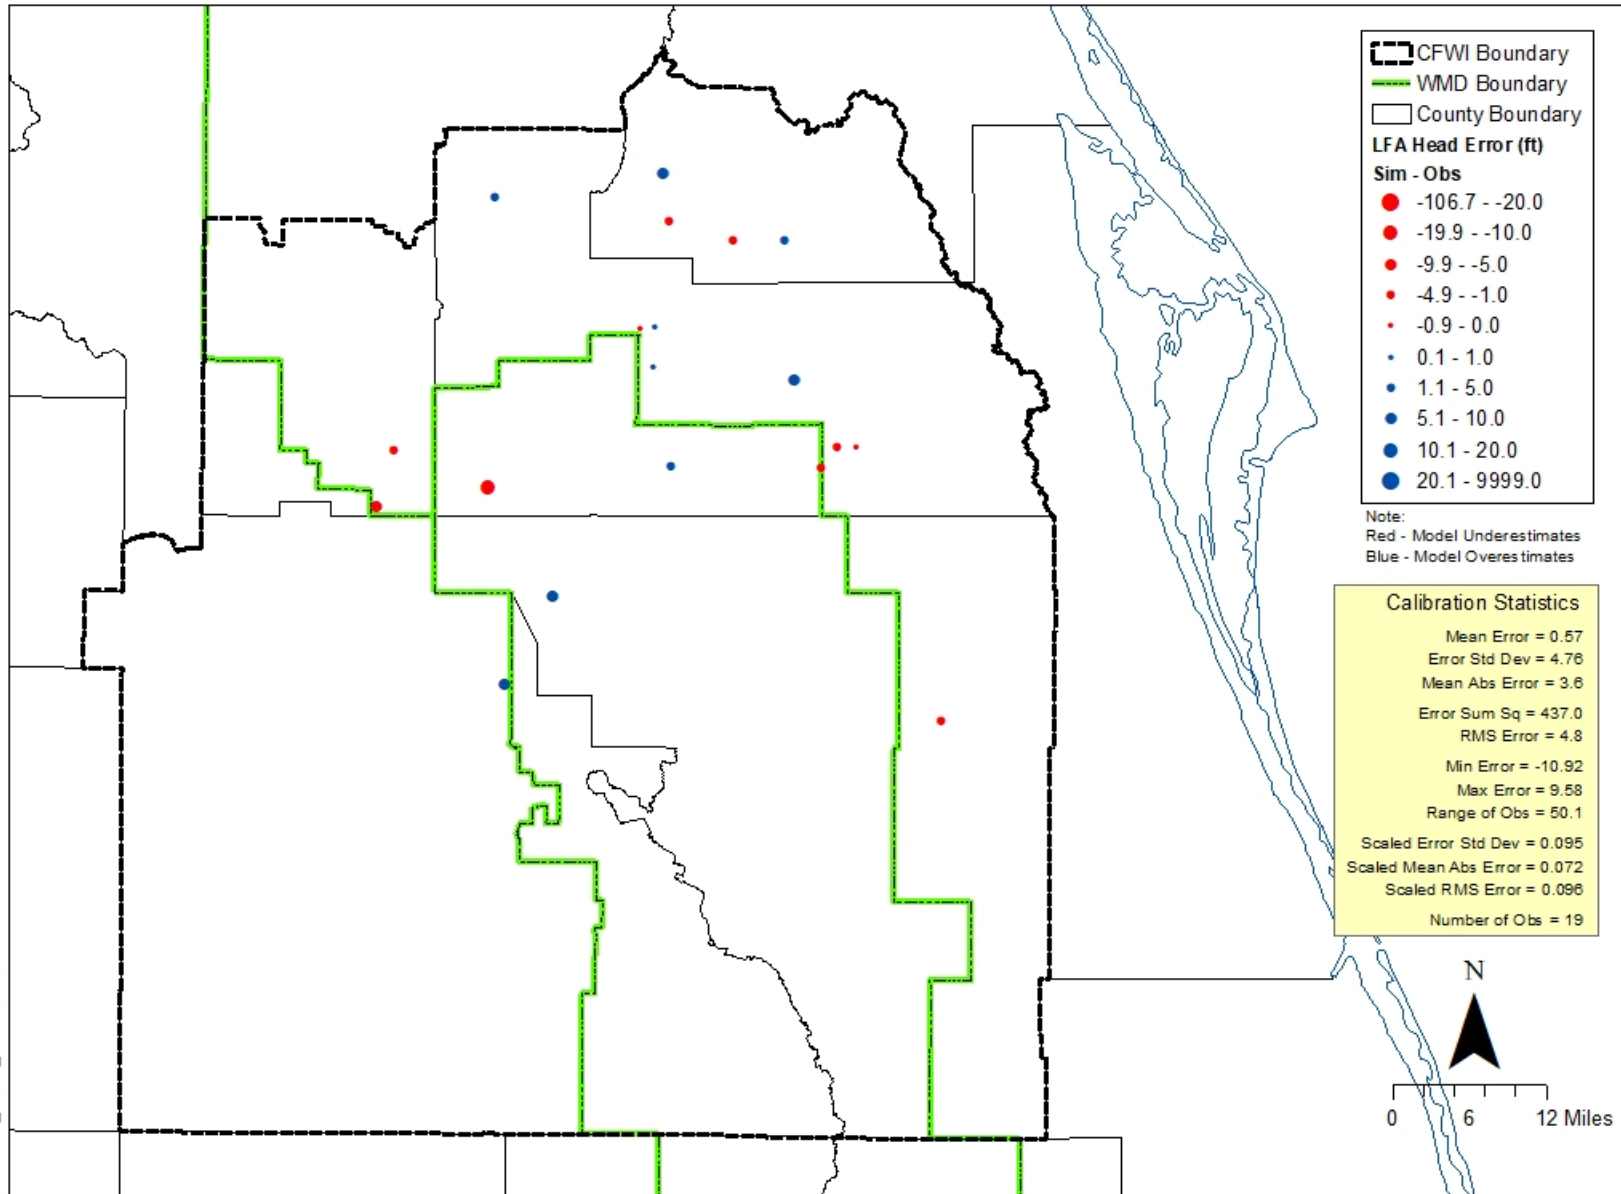 CFWI Boundary
WMD Boundary
County Boundary
LFA Head Error (ft)
Sim - Obs
-106.7 - -20.0
-19.9 - -10.0
-9.9 - -5.0
-4.9 - -1.0
-0.9 - 0.0
0.1 - 1.0
1.1 - 5.0
5.1 - 10.0
10.1 - 20.0
20.1 - 9999.0
Note:
Red - Model Underestimates
Blue - Model Overestimates
Calibration Statistics
Mean Error = 0.57
Error Std Dev = 4.76
Mean Abs Error = 3.6
Error Sum Sq = 437.0
RMS Error = 4.8
Min Error = -10.92
Max Error = 9.58
Range of Obs = 50.1
Scaled Error Std Dev = 0.095
Scaled Mean Abs Error = 0.072
Scaled RMS Error = 0.096
Number of Obs = 19
N
0 6 12 Miles